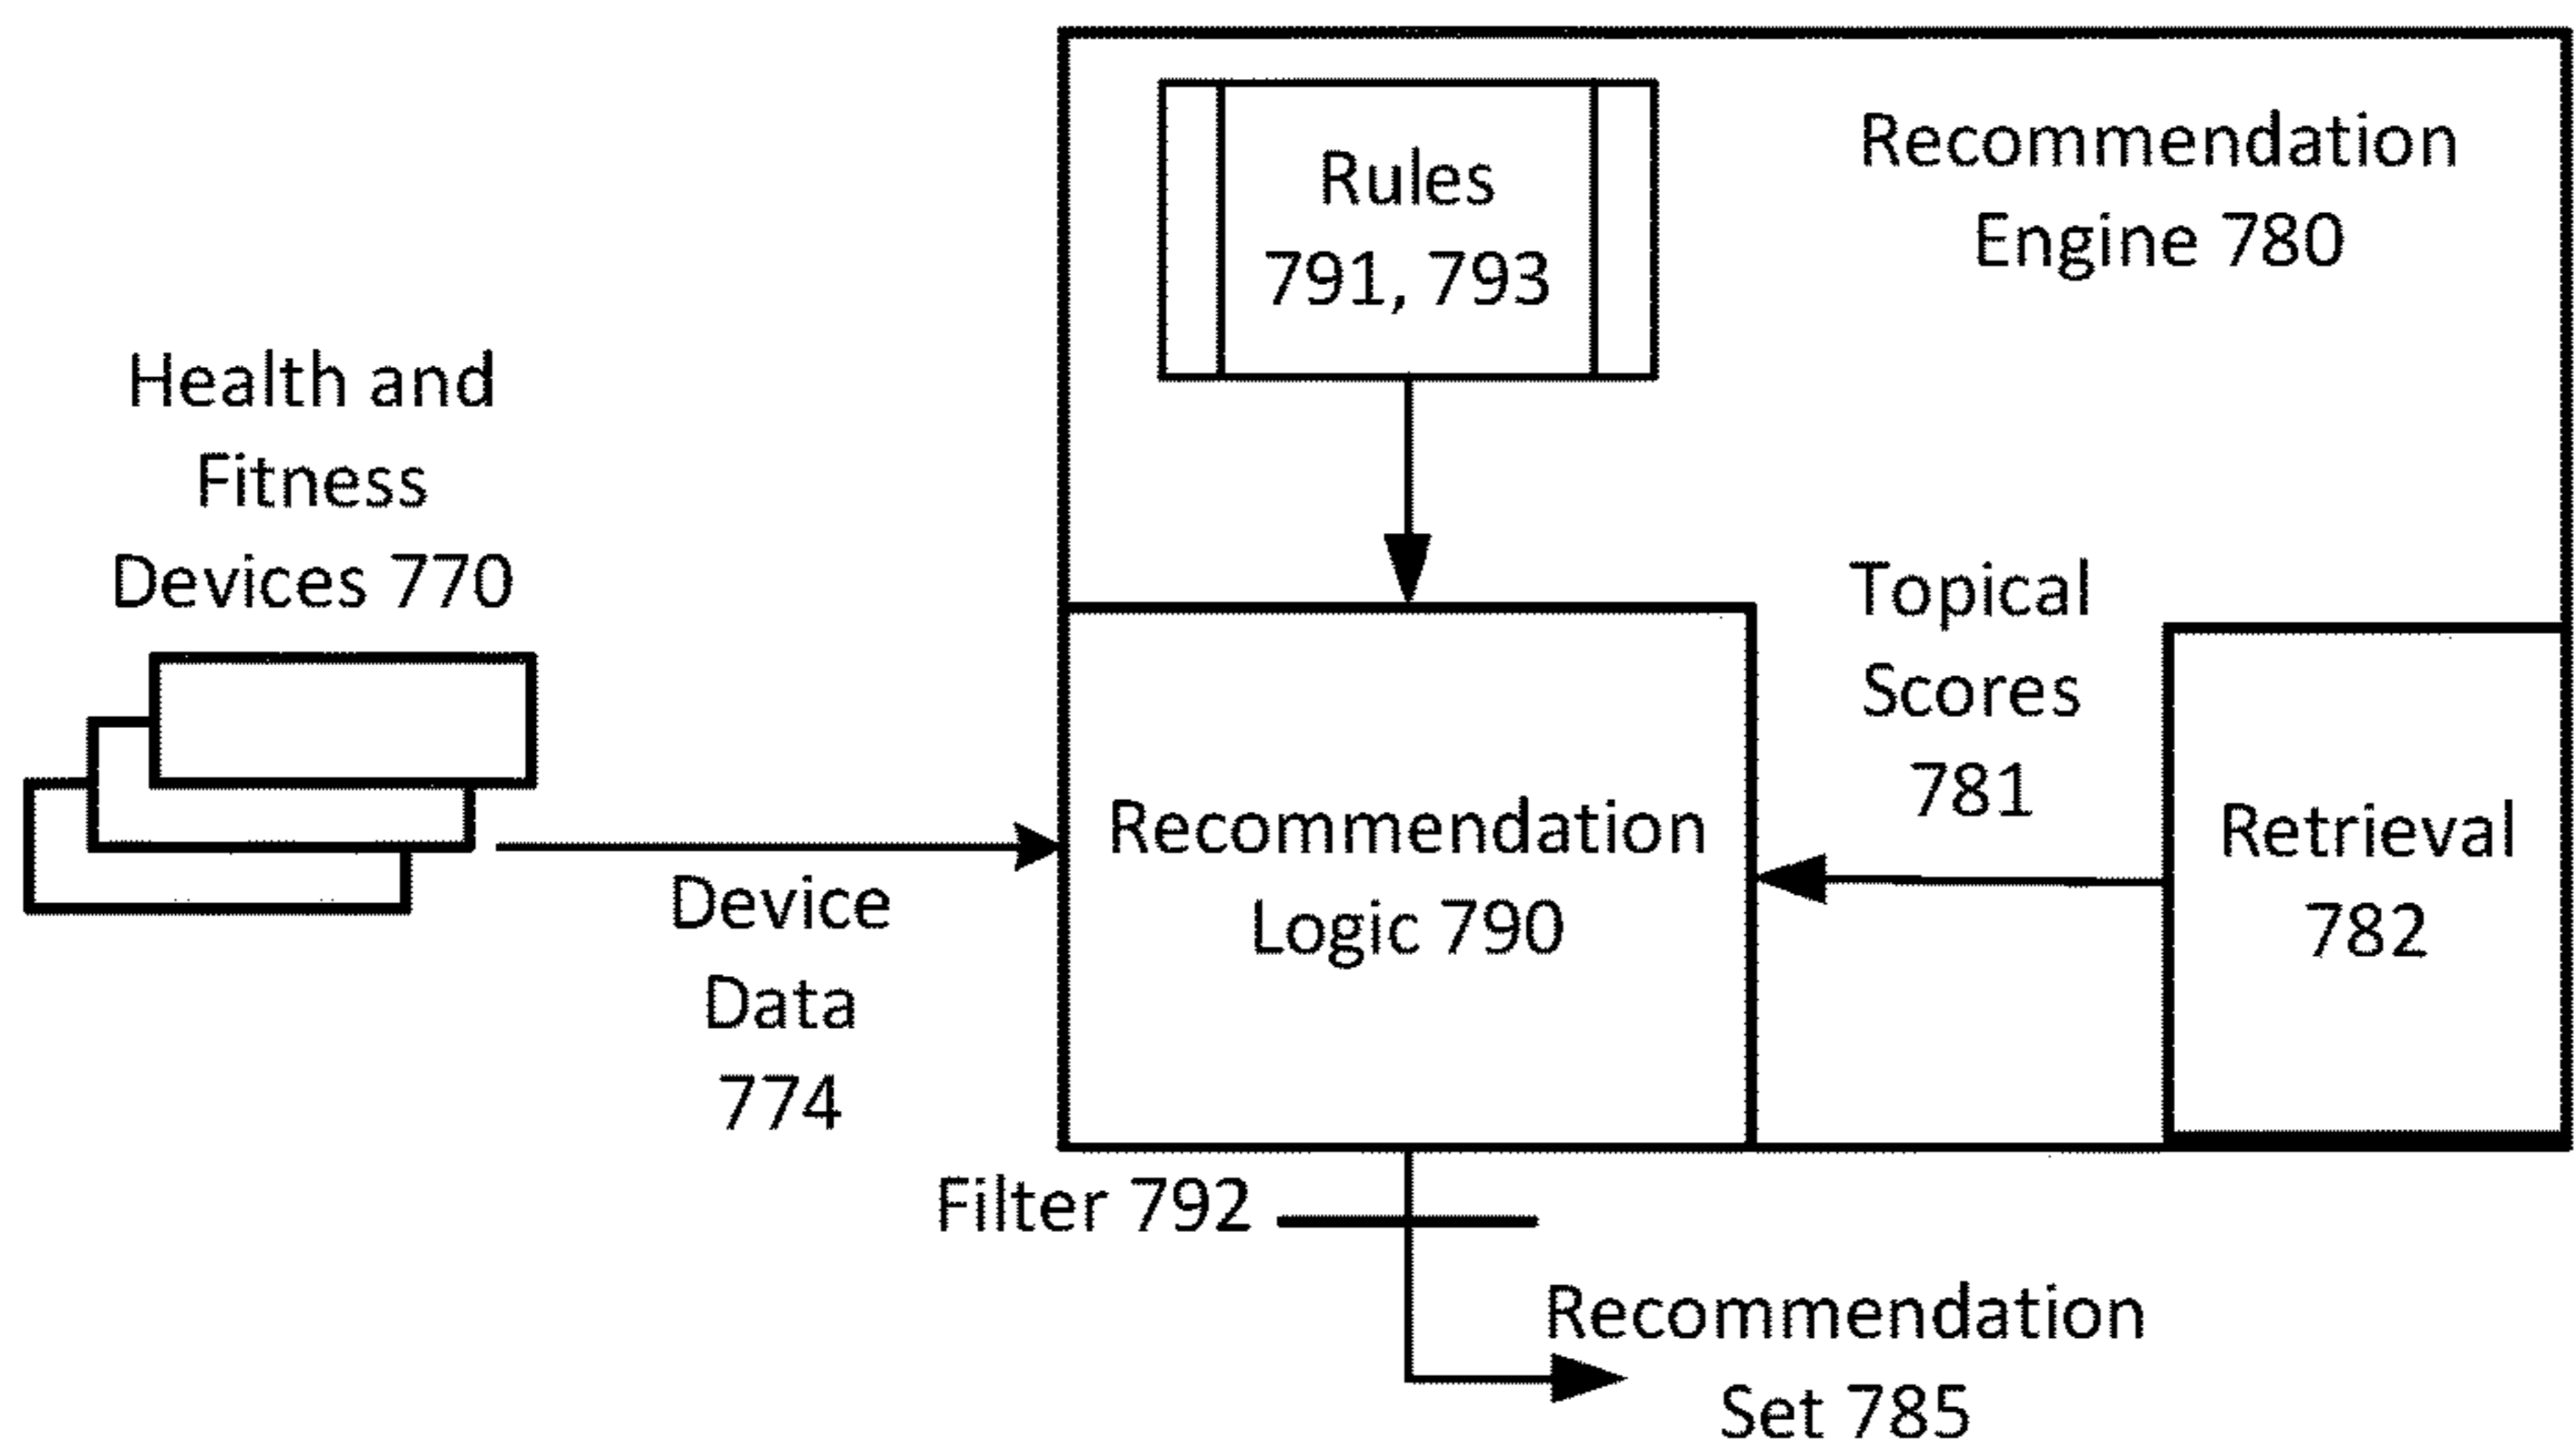 Rules
791, 793
Recommendation
Engine 780
Health and
Fitness
Devices 770
Topical
Scores
781
Device
Data
774
Recommendation
Logic 790
Retrieval
782
Filter 792
Recommendation
Set 785